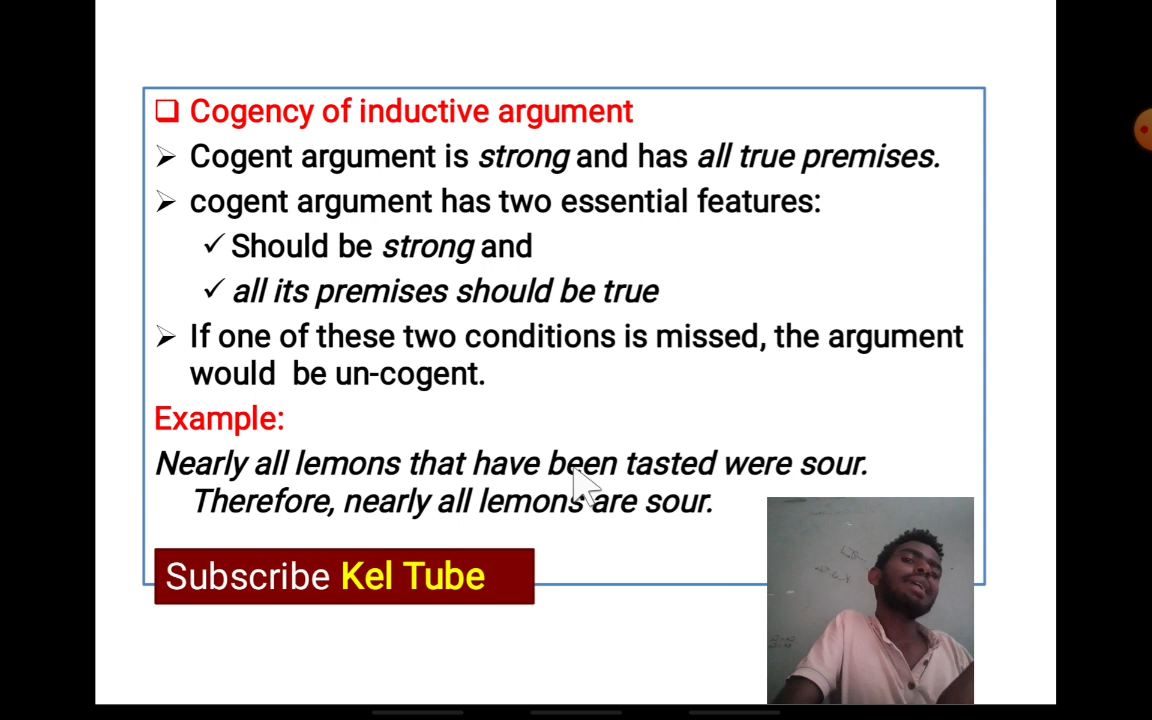 Cogency of inductive argument
Cogent argument is strong and has all true premises.
cogent argument has two essential features:
Should be strong and
all its premises should be true
If one of these two conditions is missed, the argument
would be un-cogent.
Example:
Nearly all lemons that have been tasted were sour.
Therefore, nearly all lemons are sour.
Subscribe Kel Tube